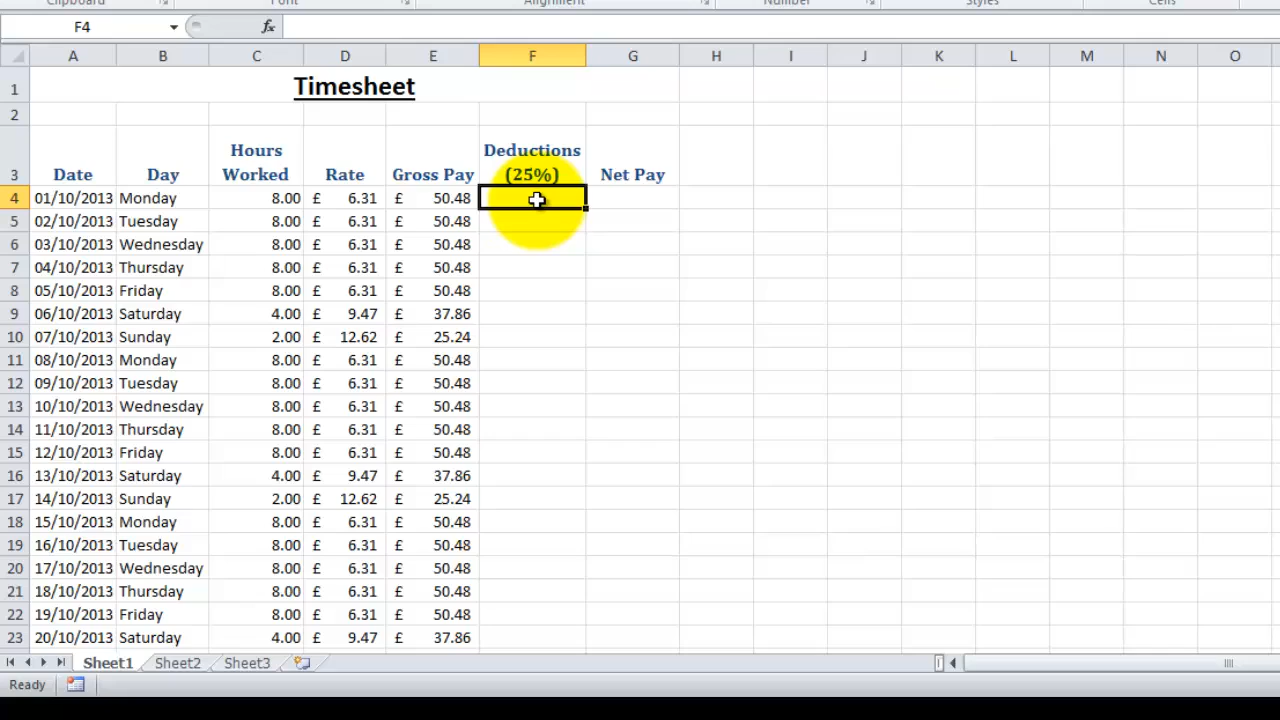 Clipboard Font Alignment Number Styles Cells
F4 fx
A B C D E F G H I J K L M N O
1 Timesheet
2
3 Date Day Hours Worked Rate Gross Pay Deductions (25%) Net Pay
4 01/10/2013 Monday 8.00 £ 6.31 £ 50.48
5 02/10/2013 Tuesday 8.00 £ 6.31 £ 50.48
6 03/10/2013 Wednesday 8.00 £ 6.31 £ 50.48
7 04/10/2013 Thursday 8.00 £ 6.31 £ 50.48
8 05/10/2013 Friday 8.00 £ 6.31 £ 50.48
9 06/10/2013 Saturday 4.00 £ 9.47 £ 37.86
10 07/10/2013 Sunday 2.00 £ 12.62 £ 25.24
11 08/10/2013 Monday 8.00 £ 6.31 £ 50.48
12 09/10/2013 Tuesday 8.00 £ 6.31 £ 50.48
13 10/10/2013 Wednesday 8.00 £ 6.31 £ 50.48
14 11/10/2013 Thursday 8.00 £ 6.31 £ 50.48
15 12/10/2013 Friday 8.00 £ 6.31 £ 50.48
16 13/10/2013 Saturday 4.00 £ 9.47 £ 37.86
17 14/10/2013 Sunday 2.00 £ 12.62 £ 25.24
18 15/10/2013 Monday 8.00 £ 6.31 £ 50.48
19 16/10/2013 Tuesday 8.00 £ 6.31 £ 50.48
20 17/10/2013 Wednesday 8.00 £ 6.31 £ 50.48
21 18/10/2013 Thursday 8.00 £ 6.31 £ 50.48
22 19/10/2013 Friday 8.00 £ 6.31 £ 50.48
23 20/10/2013 Saturday 4.00 £ 9.47 £ 37.86
Sheet1 Sheet2 Sheet3
Ready